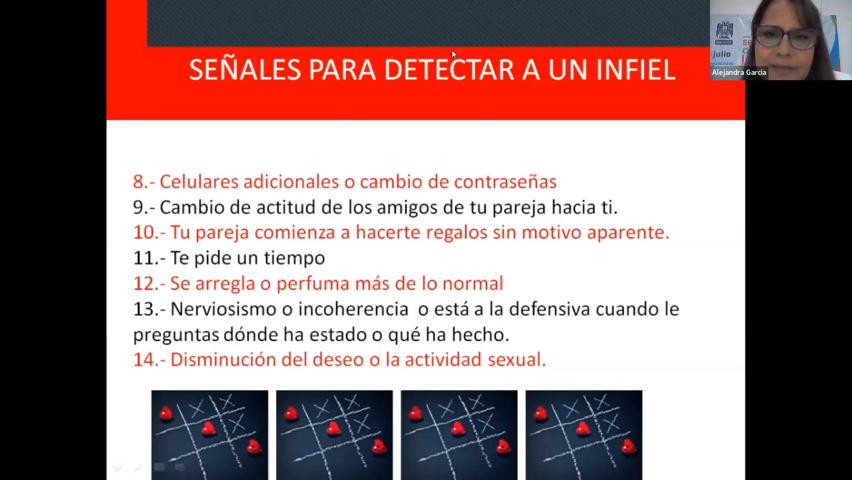 SEÑALES PARA DETECTAR A UN INFIEL
Julio
Alejandra García
8.- Celulares adicionales o cambio de contraseñas
9.- Cambio de actitud de los amigos de tu pareja hacia ti.
10.- Tu pareja comienza a hacerte regalos sin motivo aparente.
11.- Te pide un tiempo
12.- Se arregla o perfuma más de lo normal
13.- Nerviosismo o incoherencia o está a la defensiva cuando le
preguntas dónde ha estado o qué ha hecho.
14.- Disminución del deseo o la actividad sexual.